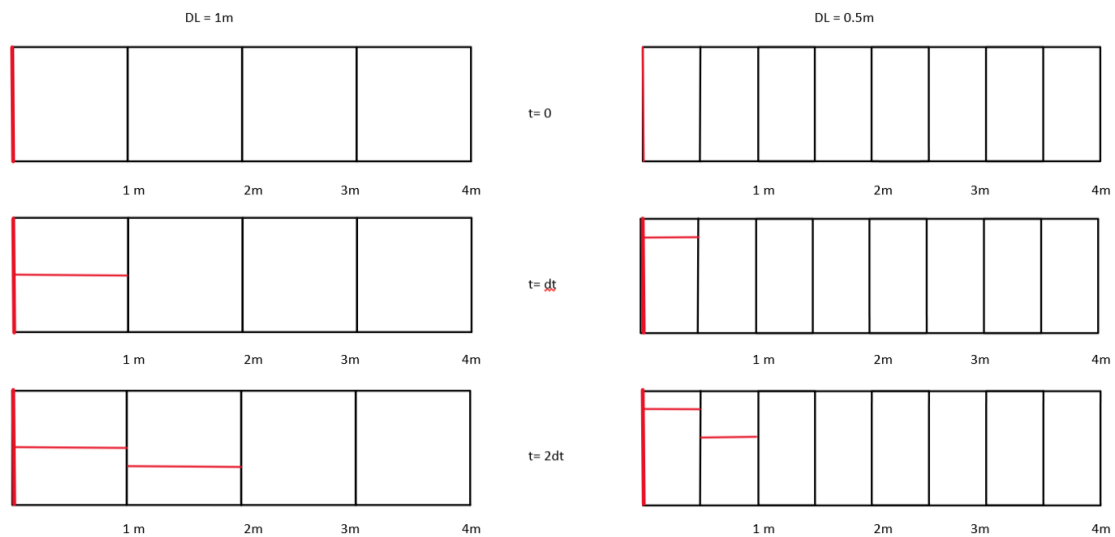 DL = 1m
DL = 0.5m
t= 0
1 m 2m 3m 4m
1 m 2m 3m 4m
t= dt
1 m 2m 3m 4m
1 m 2m 3m 4m
t= 2dt
1 m 2m 3m 4m
1 m 2m 3m 4m